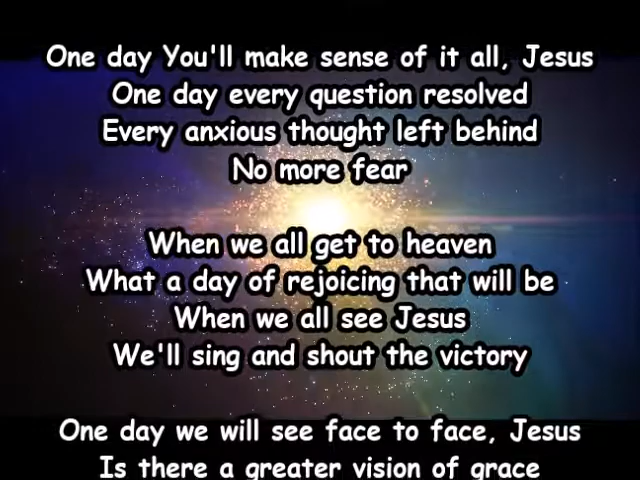 One day You'll make sense of it all, Jesus
One day every question resolved
Every anxious thought left behind
No more fear
When we all get to heaven
What a day of rejoicing that will be
When we all see Jesus
We'll sing and shout the victory
One day we will see face to face, Jesus
Is there a greater vision of grace